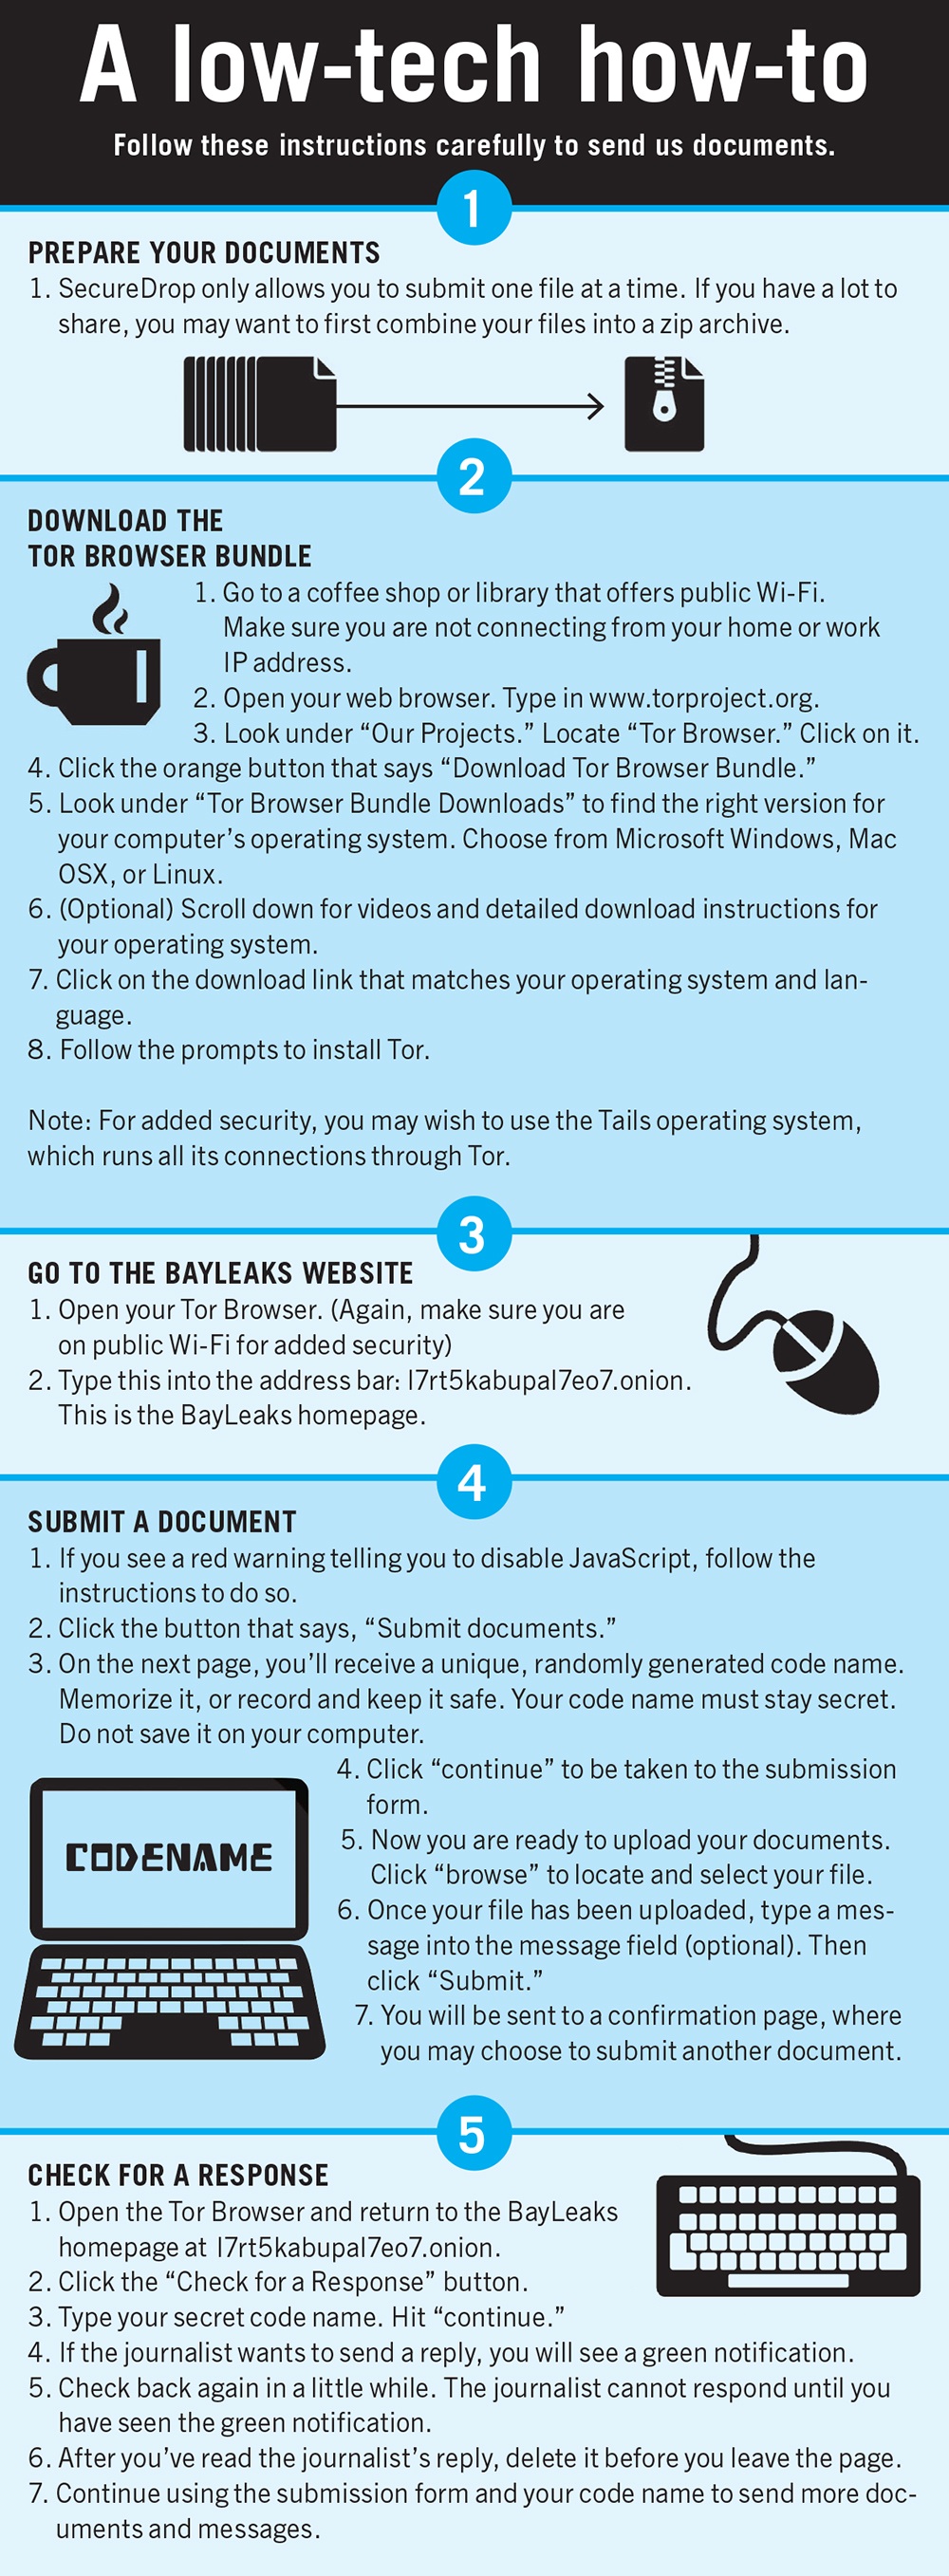 A low-tech how-to
Follow these instructions carefully to send us documents.
1
PREPARE YOUR DOCUMENTS
1. SecureDrop only allows you to submit one file at a time. If you have a lot to
share, you may want to first combine your files into a zip archive.
2
DOWNLOAD THE
TOR BROWSER BUNDLE
1. Go to a coffee shop or library that offers public Wi-Fi.
Make sure you are not connecting from your home or work
IP address.
2. Open your web browser. Type in www.torproject.org.
3. Look under “Our Projects.” Locate “Tor Browser.” Click on it.
4. Click the orange button that says “Download Tor Browser Bundle.”
5. Look under “Tor Browser Bundle Downloads” to find the right version for
your computer’s operating system. Choose from Microsoft Windows, Mac
OSX, or Linux.
6. (Optional) Scroll down for videos and detailed download instructions for
your operating system.
7. Click on the download link that matches your operating system and lan-
guage.
8. Follow the prompts to install Tor.
Note: For added security, you may wish to use the Tails operating system,
which runs all its connections through Tor.
3
GO TO THE BAYLEAKS WEBSITE
1. Open your Tor Browser. (Again, make sure you are
on public Wi-Fi for added security)
2. Type this into the address bar: l7rt5kabupal7eo7.onion.
This is the BayLeaks homepage.
4
SUBMIT A DOCUMENT
1. If you see a red warning telling you to disable JavaScript, follow the
instructions to do so.
2. Click the button that says, “Submit documents.”
3. On the next page, you’ll receive a unique, randomly generated code name.
Memorize it, or record and keep it safe. Your code name must stay secret.
Do not save it on your computer.
4. Click “continue” to be taken to the submission
form.
5. Now you are ready to upload your documents.
Click “browse” to locate and select your file.
6. Once your file has been uploaded, type a mes-
sage into the message field (optional). Then
click “Submit.”
7. You will be sent to a confirmation page, where
you may choose to submit another document.
CODENAME
5
CHECK FOR A RESPONSE
1. Open the Tor Browser and return to the BayLeaks
homepage at l7rt5kabupal7eo7.onion.
2. Click the “Check for a Response” button.
3. Type your secret code name. Hit “continue.”
4. If the journalist wants to send a reply, you will see a green notification.
5. Check back again in a little while. The journalist cannot respond until you
have seen the green notification.
6. After you’ve read the journalist’s reply, delete it before you leave the page.
7. Continue using the submission form and your code name to send more doc-
uments and messages.